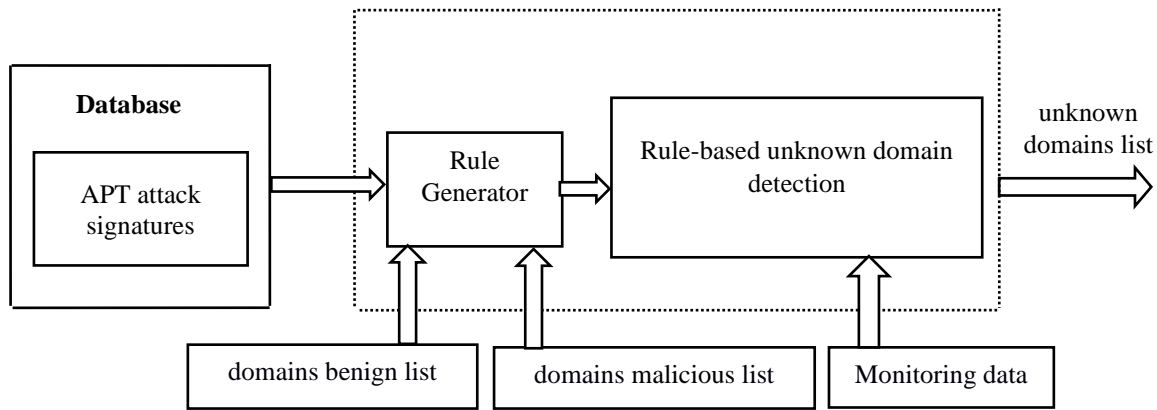 Database
APT attack
signatures
Rule
Generator
Rule-based unknown domain
detection
unknown
domains list
domains benign list
domains malicious list
Monitoring data